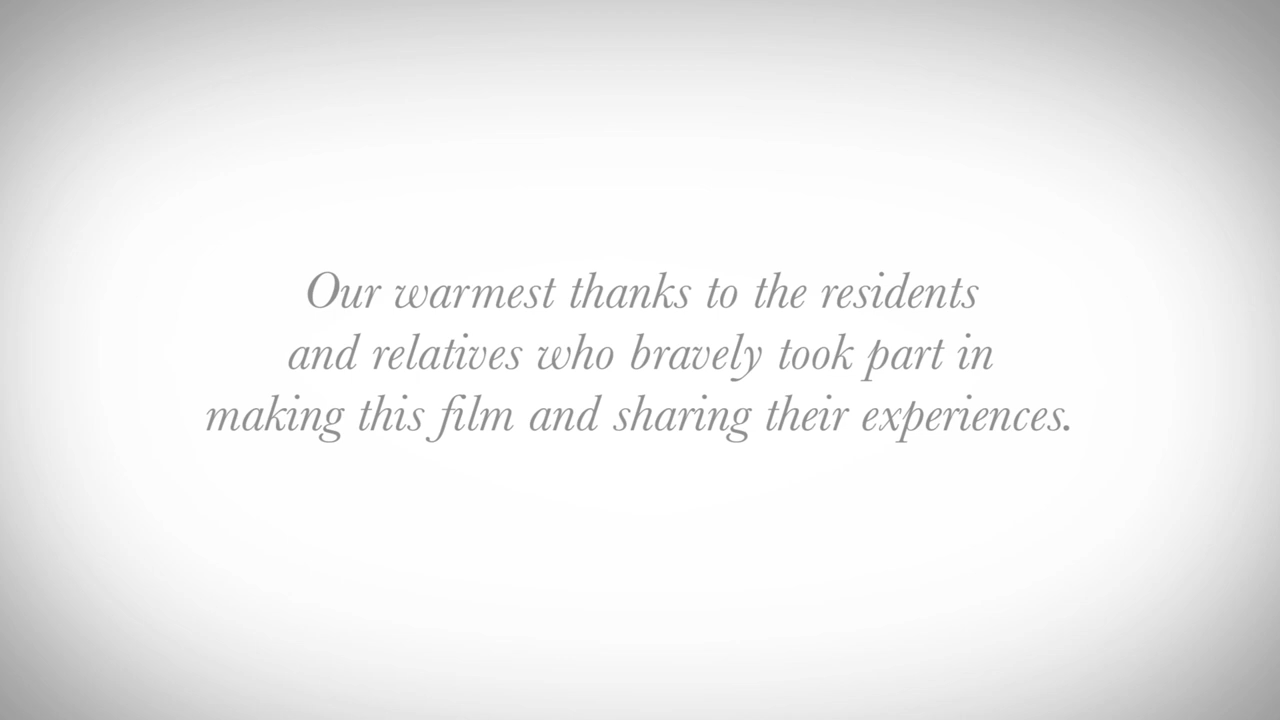 Our warmest thanks to the residents
and relatives who bravely took part in
making this film and sharing their experiences.